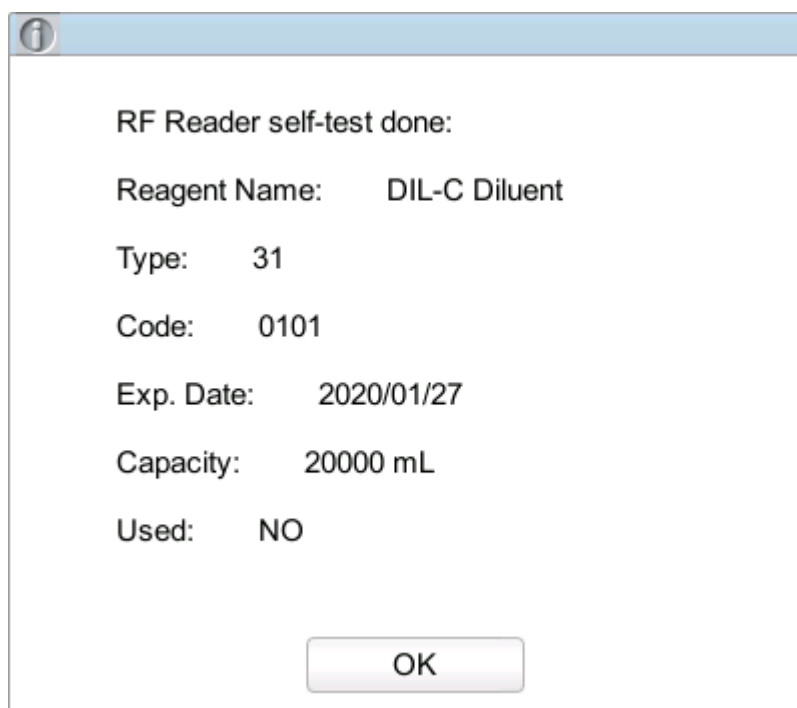 RF Reader self-test done:
Reagent Name: DIL-C Diluent
Type: 31
Code: 0101
Exp. Date: 2020/01/27
Capacity: 20000 mL
Used: NO
OK